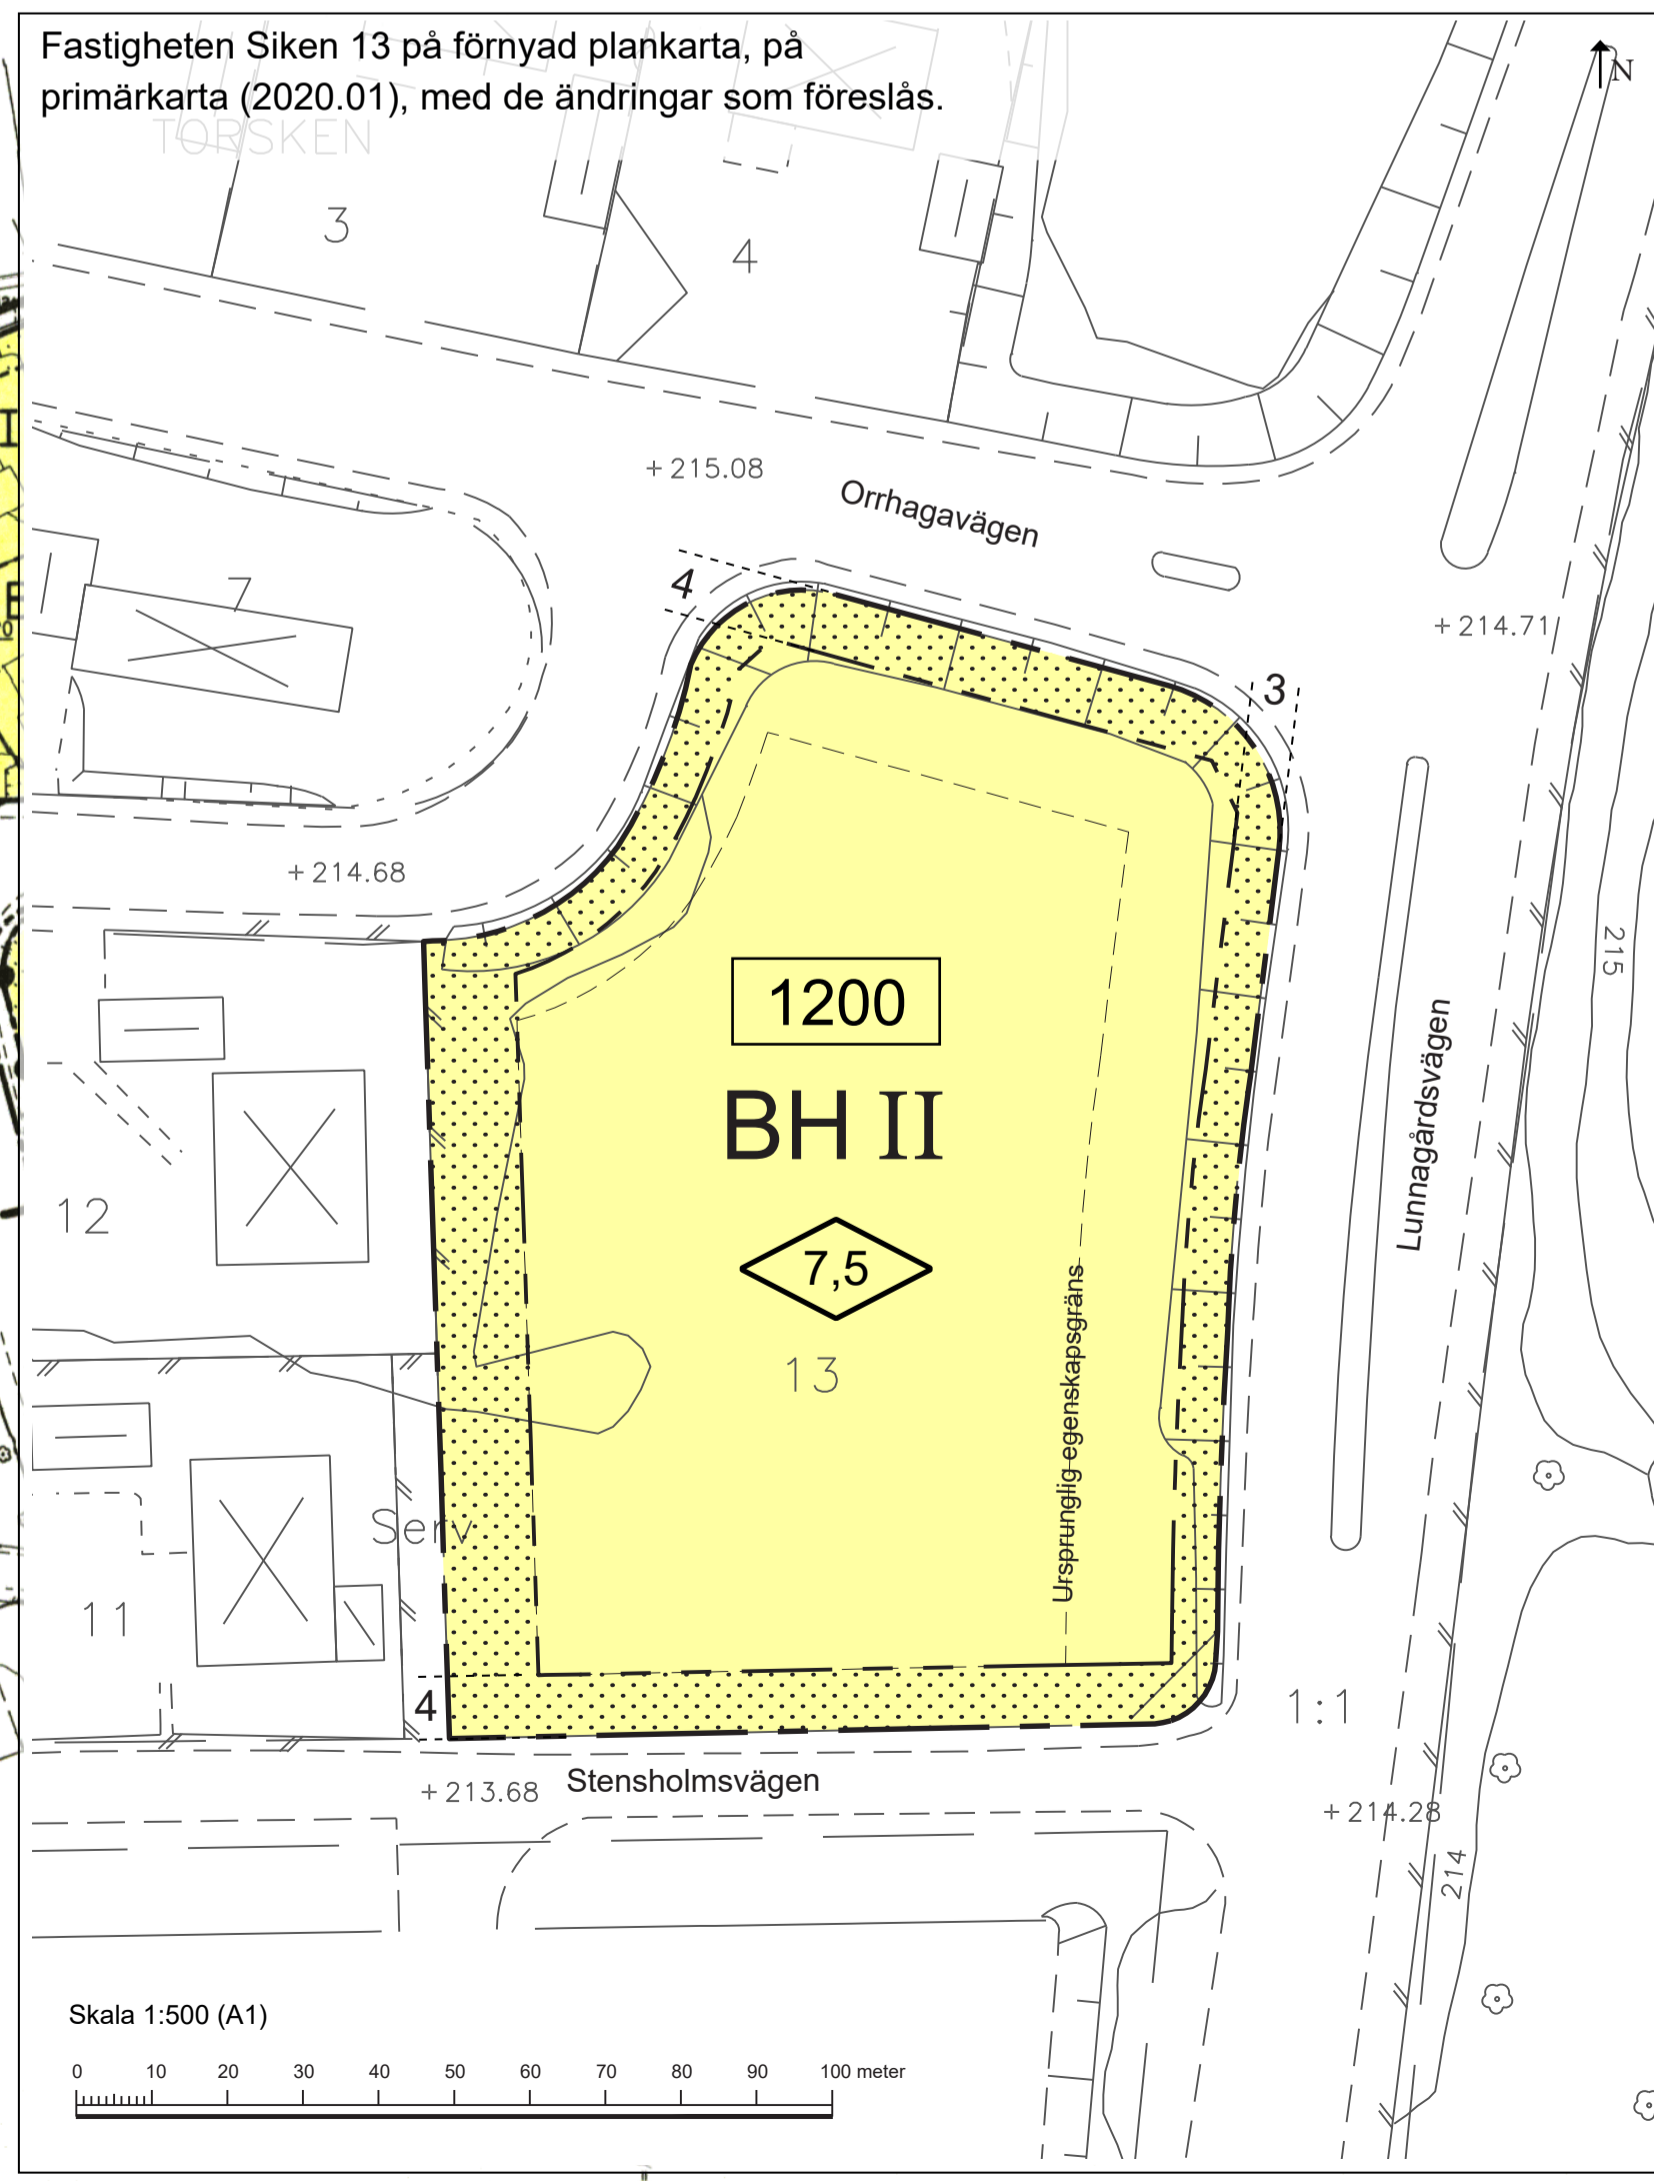 Fastigheten Siken 13 på förnyad plankarta, på
primärkarta (2020.01), med de ändringar som föreslås.
N
TORSKEN
3
4
+215.08
Orrhagavägen
7
4
+214.71
3
+214.68
1200
215
BH II
Lunnagårdsvägen
12
7,5
Ursprunglig egenskapsgräns
13
Serv
11
4
1:1
+213.68
Stensholmsvägen
+214.28
214
Skala 1:500 (A1)
0 10 20 30 40 50 60 70 80 90 100 meter